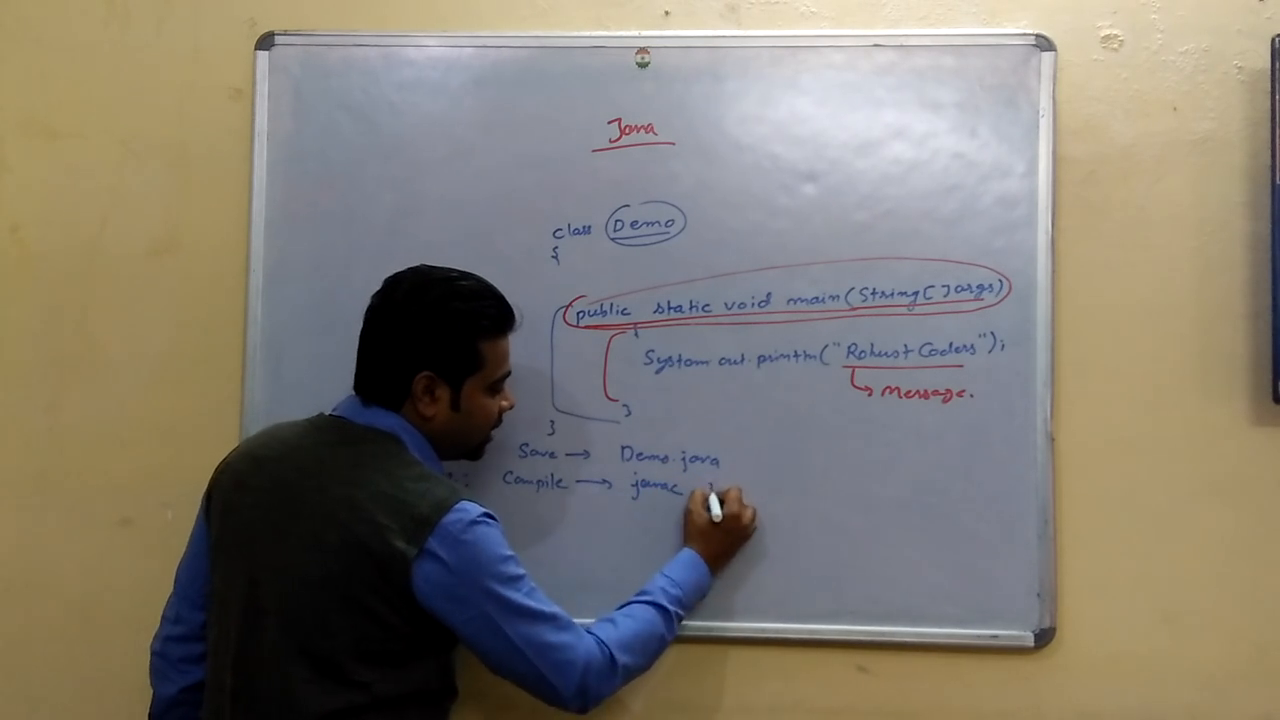 Java
class Demo
{
public static void main(String[]args)
{
System.out.println("Robust Coders");
Message.
}
}
Save → Demo.java
Compile → javac